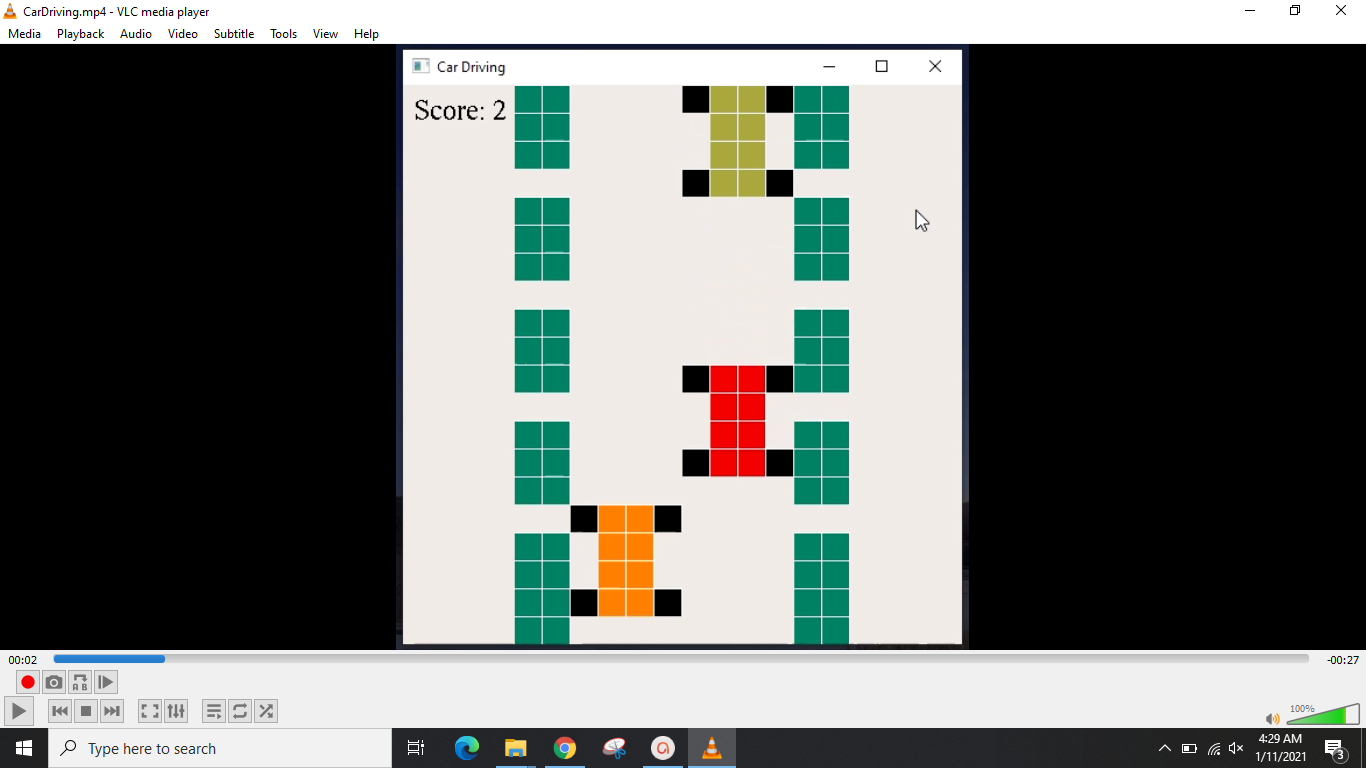 CarDriving.mp4 - VLC media player
Media Playback Audio Video Subtitle Tools View Help
Car Driving
Score: 2
00:02 -00:27
A B
100%
Type here to search
4:29 AM
1/11/2021
3